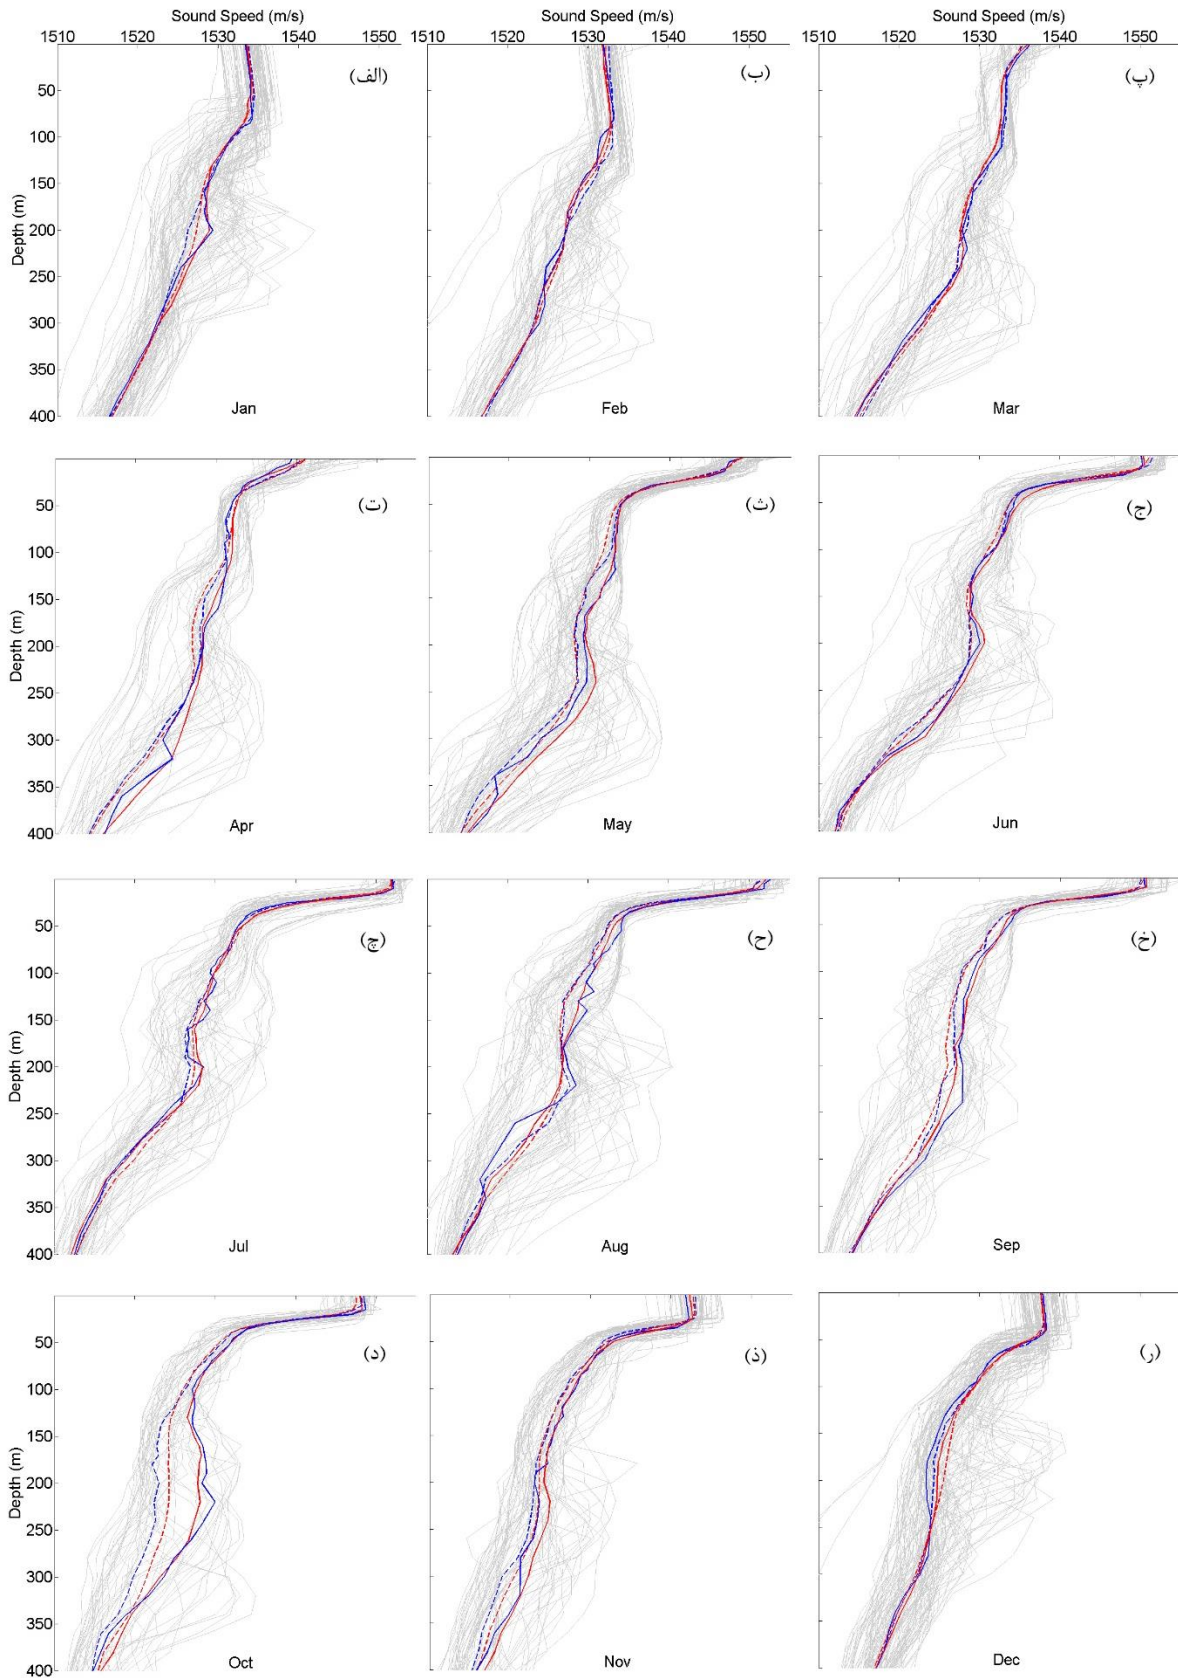 Sound Speed (m/s) Sound Speed (m/s) Sound Speed (m/s)
1510 1520 1530 1540 1550 1510 1520 1530 1540 1550 1510 1520 1530 1540 1550
(الف) (ب) (پ)
50
100
150
Depth (m)
200
250
300
350
400
Jan Feb Mar
(ت) (ث) (ج)
50
100
150
Depth (m)
200
250
300
350
400
Apr May Jun
(چ) (ح) (خ)
50
100
150
Depth (m)
200
250
300
350
400
Jul Aug Sep
(د) (ذ) (ر)
50
100
150
Depth (m)
200
250
300
350
400
Oct Nov Dec